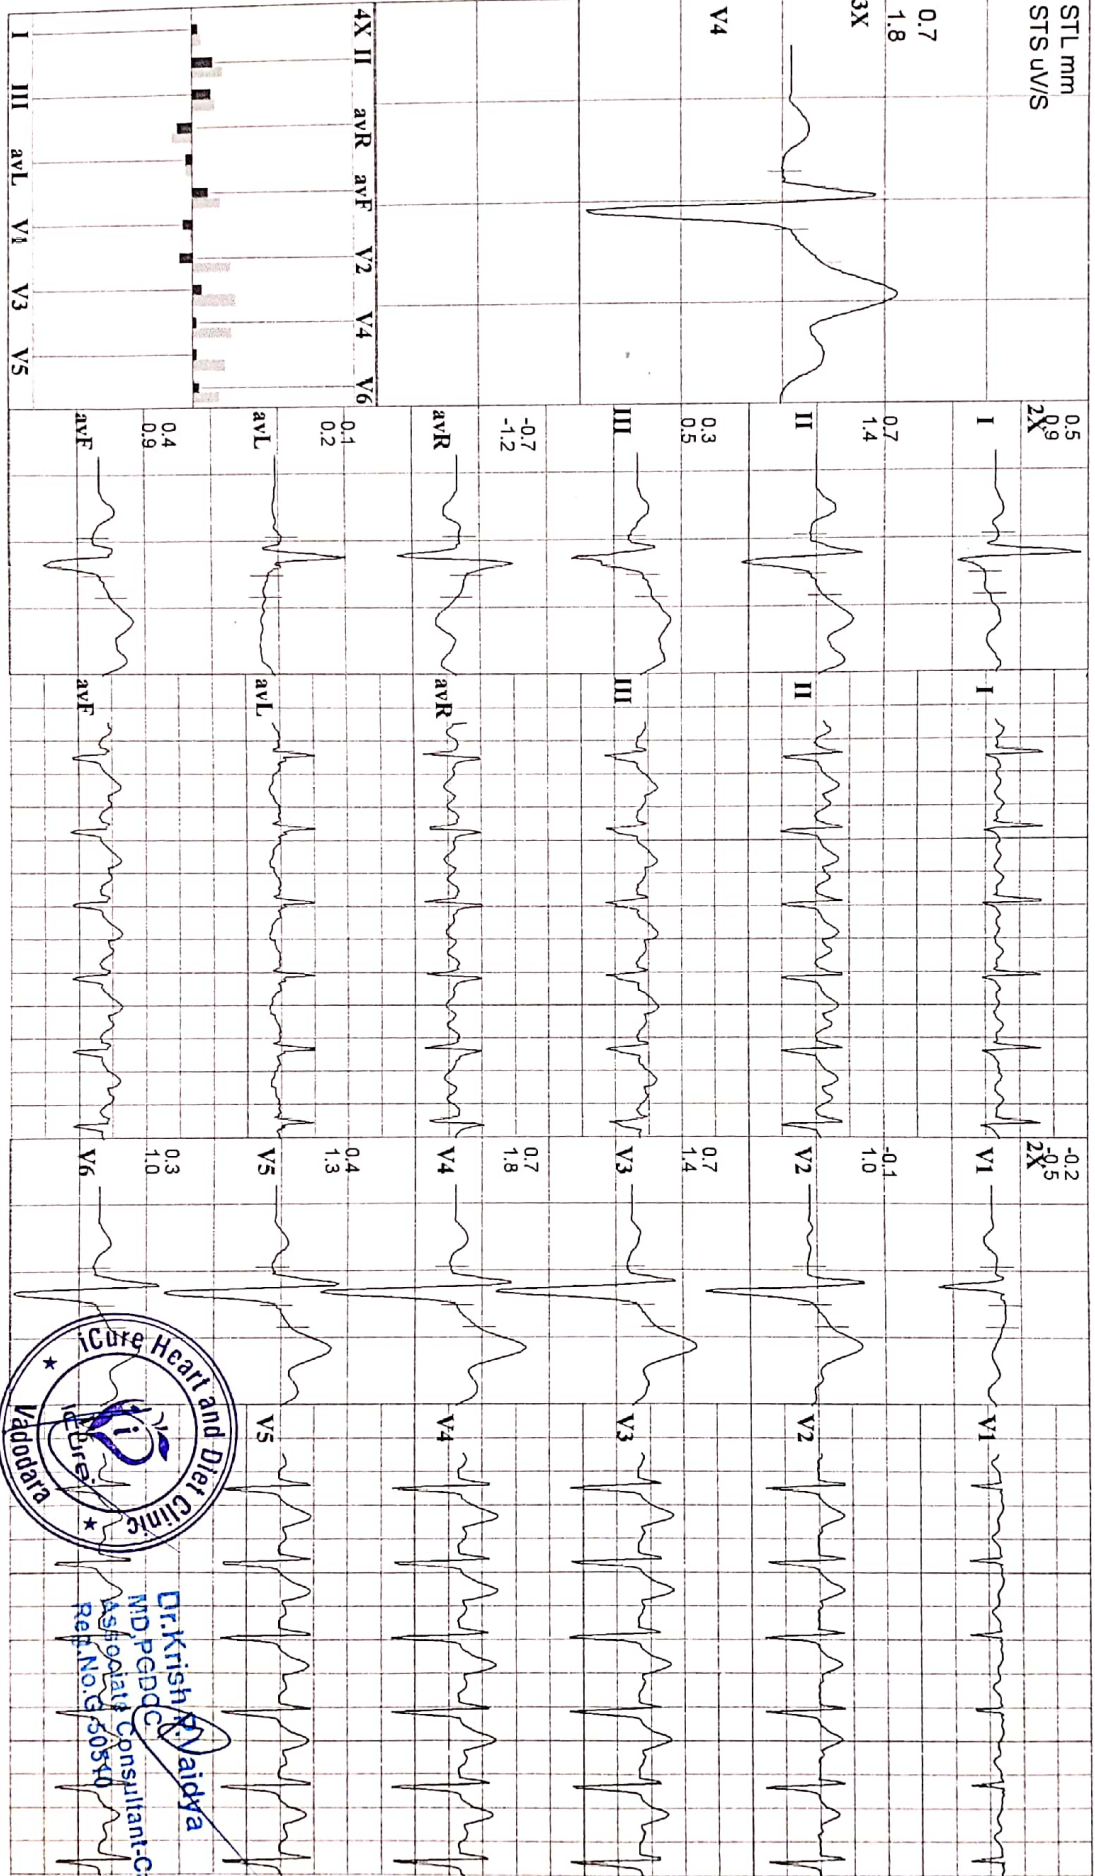 STL mm
STS uV/S
0.7
1.8
3X
V4
4X II avR avF V2 V4 V6
I III avL V1 V3 V5
0.5
0.9
2X
I
0.7
1.4
II
0.3
0.5
III
-0.7
-1.2
avR
-0.1
0.2
avL
0.4
0.9
avF
I
II
III
avR
avL
avF
-0.2
-0.5
2X
V1
-0.1
1.0
V2
0.7
1.4
V3
0.7
1.8
V4
0.4
1.3
V5
0.3
1.0
V6
V1
V2
V3
V4
V5
iCure Heart and Diet Clinic
iCure
Vadodara
Dr.Krish P.Vaidya
MD,PGDCC
Associate Consultant-C
Reg.No.G-50510